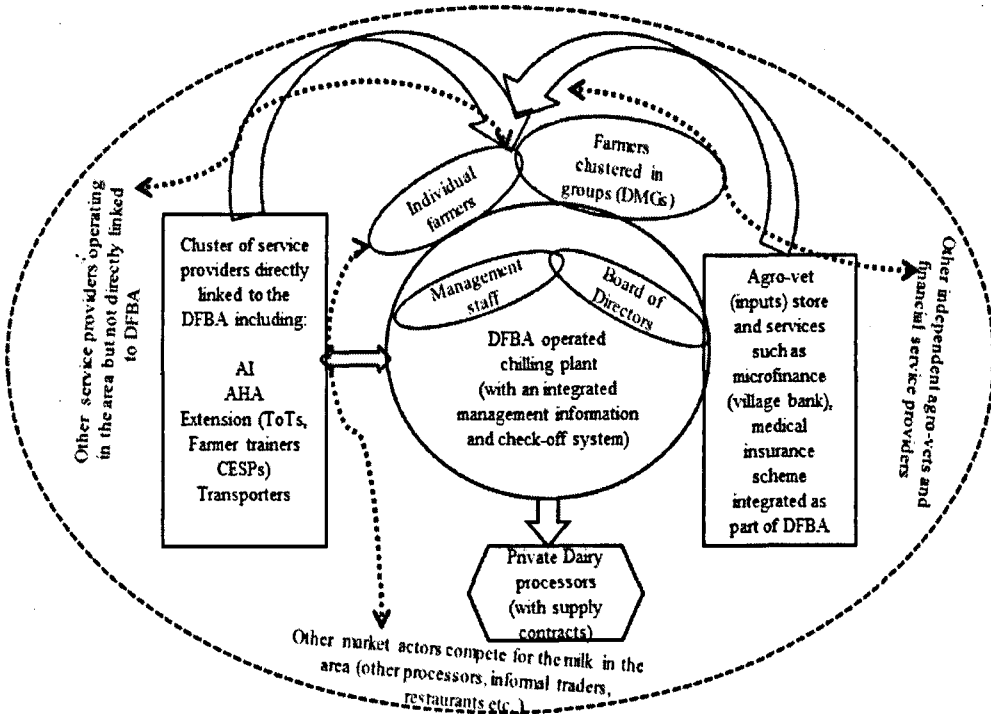 Other service providers operating
in the area but not directly linked
to DFBA
Individual
farmers
Farmers
clustered in
groups (DMGs)
Cluster of service
providers directly
linked to the
DFBA including:
AI
AHA
Extension (ToTs,
Farmer trainers
CESPs)
Transporters
Management
staff
Board of
Directors
DFBA operated
chilling plant
(with an integrated
management information
and check-off system)
Agro-vet
(inputs) store
and services
such as
microfinance
(village bank),
medical
insurance
scheme
integrated as
part of DFBA
Other independent agro-vets and
financial service providers
Private Dairy
processors
(with supply
contracts)
Other market actors compete for the milk in the
area (other processors, informal traders,
restaurants etc.)